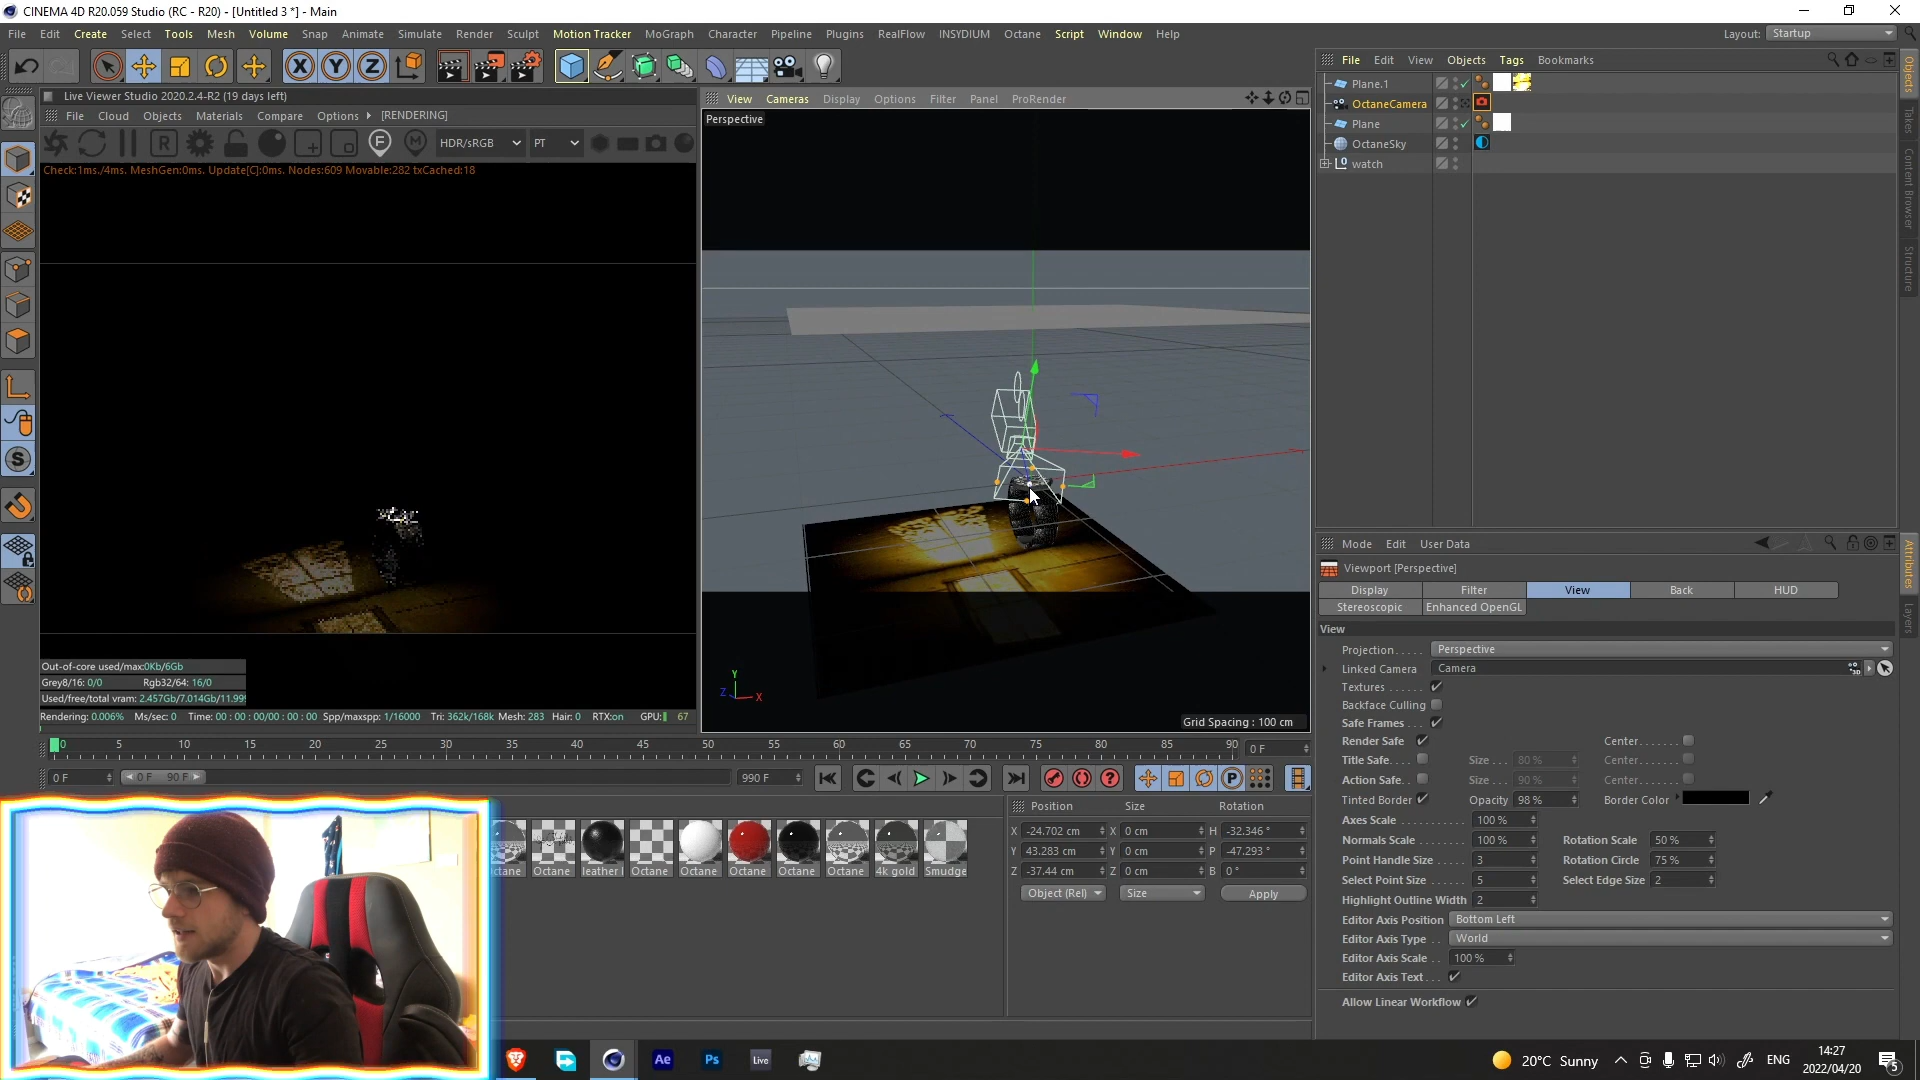 CINEMA 4D R20.059 Studio (RC - R20) - [Untitled 3 *] - Main
File Edit Create Select Tools Mesh Volume Snap Animate Simulate Render Sculpt Motion Tracker MoGraph Character Pipeline Plugins RealFlow INSYDIUM Octane Script Window Help
Layout: Startup
X Y Z
Live Viewer Studio 2020.2.4-R2 (19 days left)
File Cloud Objects Materials Compare Options [RENDERING]
R F M HDR/sRGB PT
Check:1ms./4ms. MeshGen:0ms. Update[C]:0ms. Nodes:609 Movable:282 txCached:18
Out-of-core used/max:0Kb/6Gb
Grey8/16: 0/0 Rgb32/64: 16/0
Used/free/total vram: 2.457Gb/7.014Gb/11.99
Rendering: 0.006% Ms/sec: 0 Time: 00 : 00 : 00/00 : 00 : 00 Spp/maxspp: 1/16000 Tri: 362k/168k Mesh: 283 Hair: 0 RTX:on GPU: 67
View Cameras Display Options Filter Panel ProRender
Perspective
Y
Z X
Grid Spacing : 100 cm
File Edit View Objects Tags Bookmarks
Plane.1
OctaneCamera
Plane
OctaneSky
watch
Objects
Takes
Content Browser
Structure
Mode Edit User Data
Viewport [Perspective]
Display Filter View Back HUD
Stereoscopic Enhanced OpenGL
View
Projection..... Perspective
Linked Camera Camera
Textures ......
Backface Culling
Safe Frames . . .
Render Safe Center.......
Title Safe.... Size ... 80 % Center.......
Action Safe.. Size ... 90 % Center.......
Tinted Border Opacity 98 % Border Color
Axes Scale ........... 100 %
Normals Scale ....... 100 % Rotation Scale 50 %
Point Handle Size ..... 3 Rotation Circle 75 %
Select Point Size ...... 5 Select Edge Size 2
Highlight Outline Width 2
Editor Axis Position Bottom Left
Editor Axis Type . . World
Editor Axis Scale . . 100 %
Editor Axis Text....
Allow Linear Workflow
Attributes
Layers
0 5 10 15 20 25 30 35 40 45 50 55 60 65 70 75 80 85 90 0 F
0 F 0 F 90 F 990 F
P
Octane leather Octane Octane Octane Octane Octane 4k gold Smudge
Position Size Rotation
X -24.702 cm X 0 cm H -32.346 °
Y 43.283 cm Y 0 cm P -47.293 °
Z -37.44 cm Z 0 cm B 0 °
Object (Rel) Size Apply
Ae Ps Live
20°C Sunny ENG 14:27
2022/04/20
5